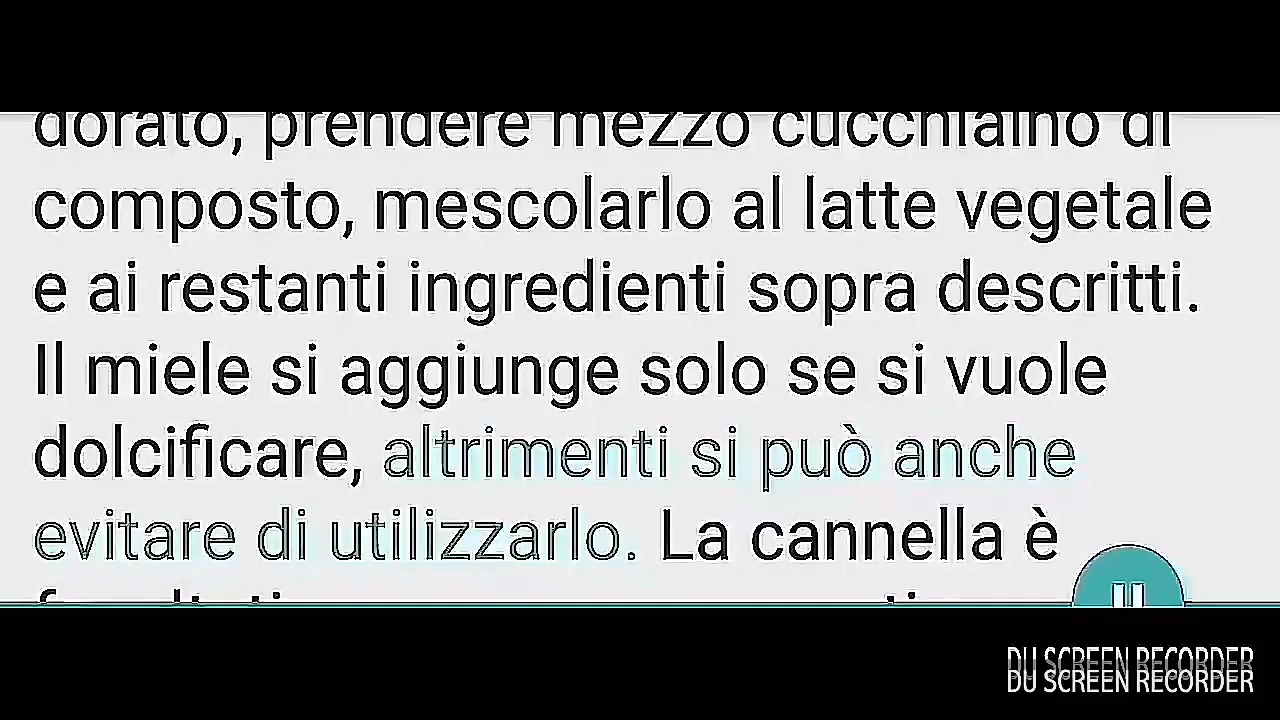 dorato, prendere mezzo cucchiaino di
composto, mescolarlo al latte vegetale
e ai restanti ingredienti sopra descritti.
Il miele si aggiunge solo se si vuole
dolcificare, altrimenti si può anche
evitare di utilizzarlo. La cannella è
DU SCREEN RECORDER
DU SCREEN RECORDER